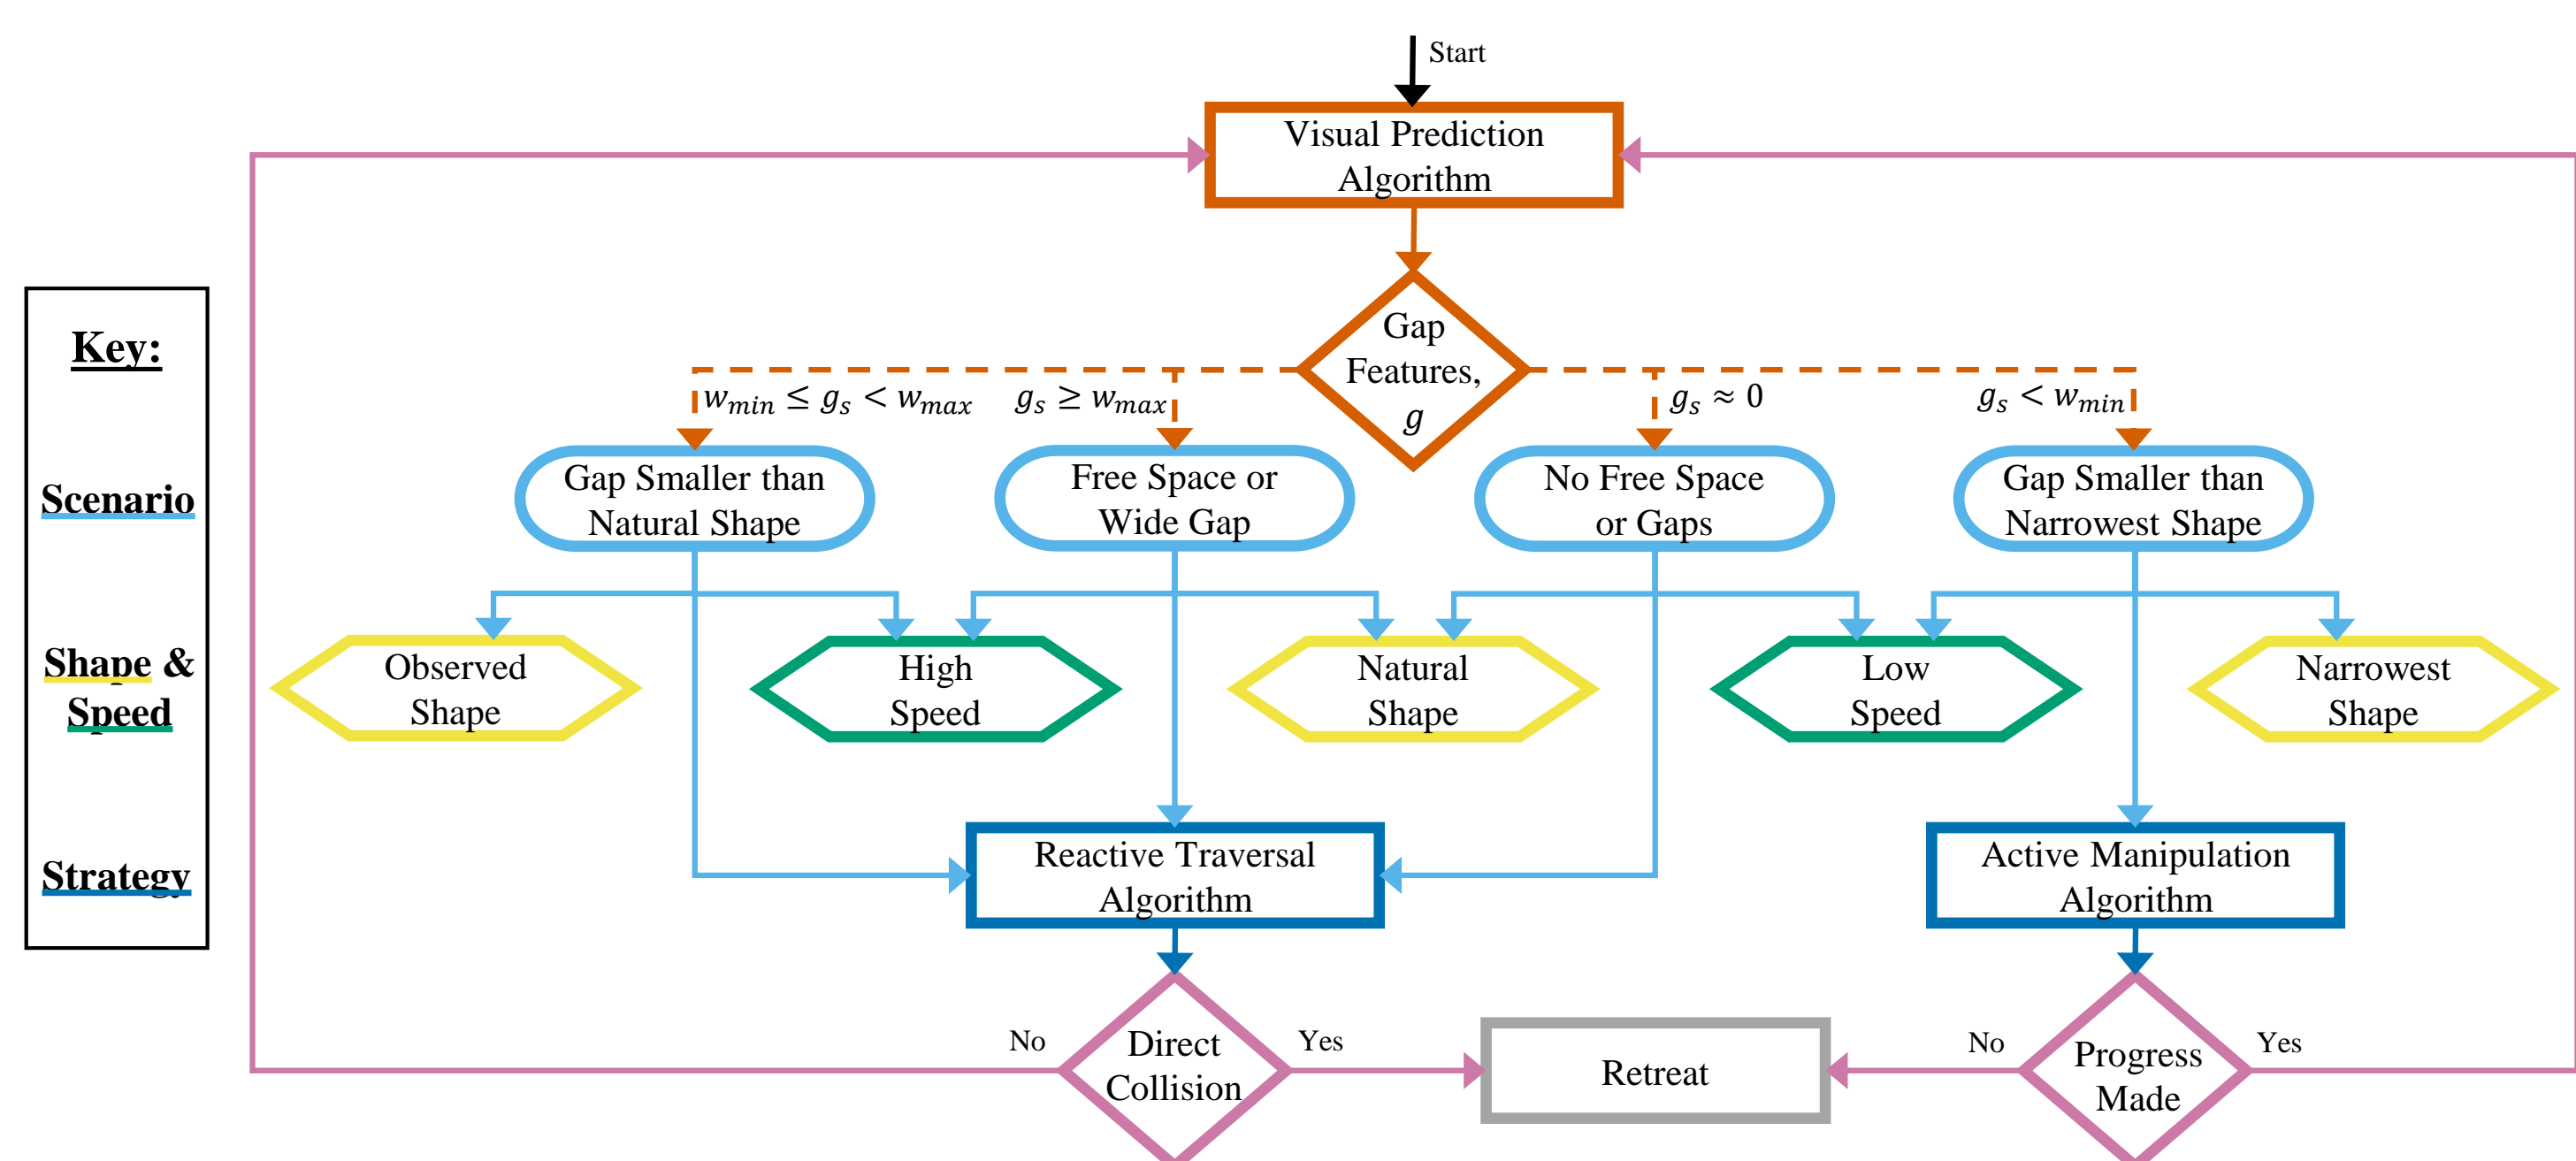 Start
Visual Prediction
Algorithm
Key:
Scenario
Shape &
Speed
Strategy
Gap
Features,
g
w_min ≤ g_s < w_max
g_s ≥ w_max
g_s ≈ 0
g_s < w_min
Gap Smaller than
Natural Shape
Free Space or
Wide Gap
No Free Space
or Gaps
Gap Smaller than
Narrowest Shape
Observed
Shape
High
Speed
Natural
Shape
Low
Speed
Narrowest
Shape
Reactive Traversal
Algorithm
Active Manipulation
Algorithm
No
Direct
Collision
Yes
Retreat
No
Progress
Made
Yes